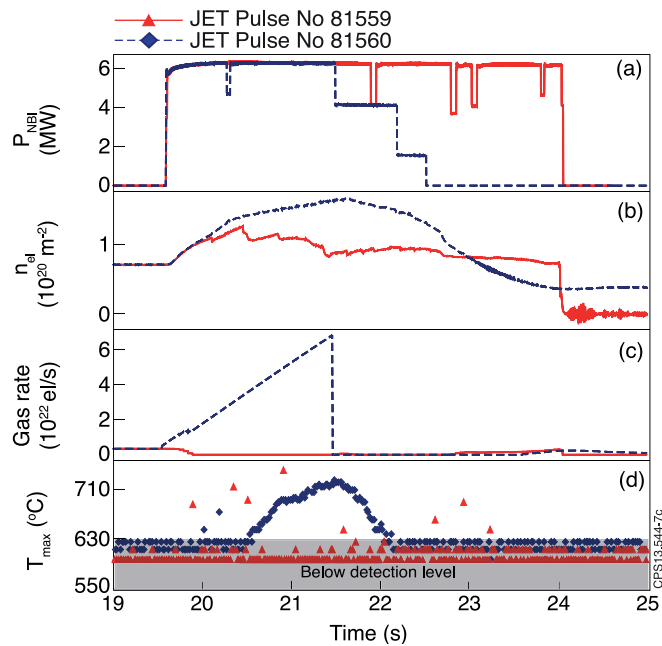 JET Pulse No 81559
JET Pulse No 81560
(a)
6
4
2
0
P_NBI (MW)
(b)
1
0
n_el (10^20 m^-2)
(c)
6
4
2
0
Gas rate (10^22 el/s)
(d)
710
630
550
T_max (°C)
Below detection level
19 20 21 22 23 24 25
Time (s)
CPS13.544-7c